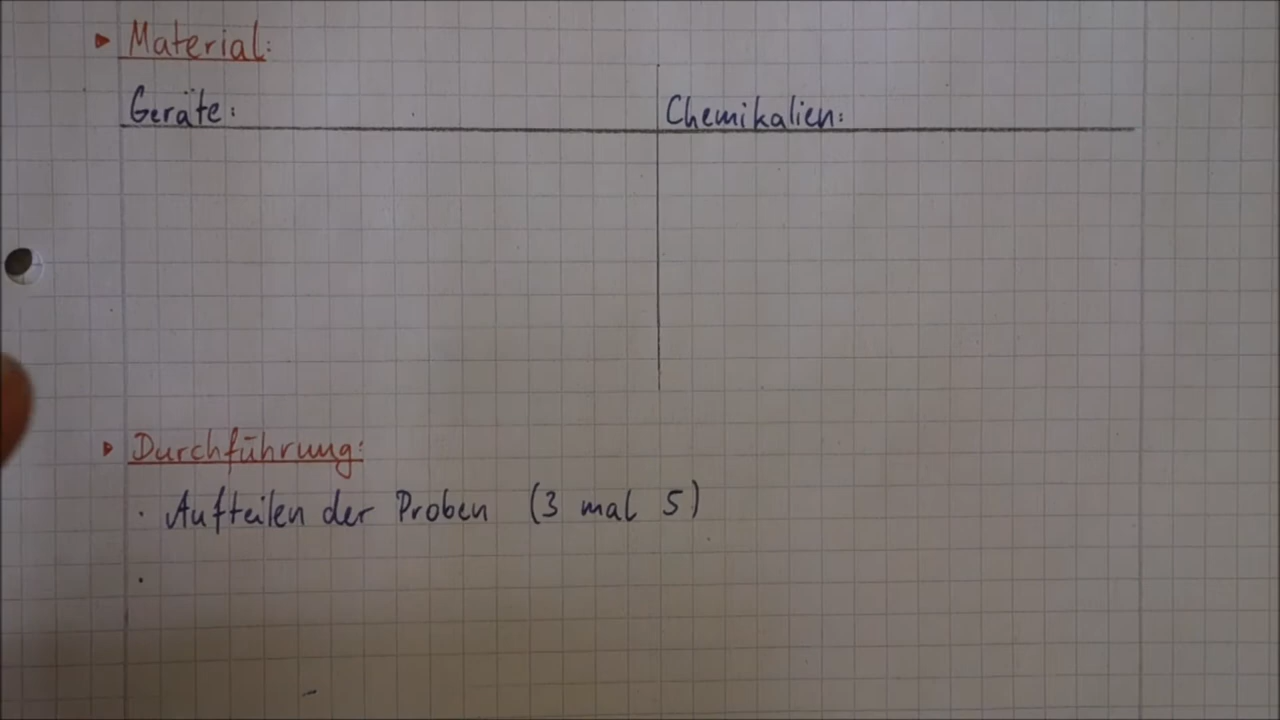 ▸ Material:
Geräte: Chemikalien:
▸ Durchführung:
· Aufteilen der Proben (3 mal 5)
·